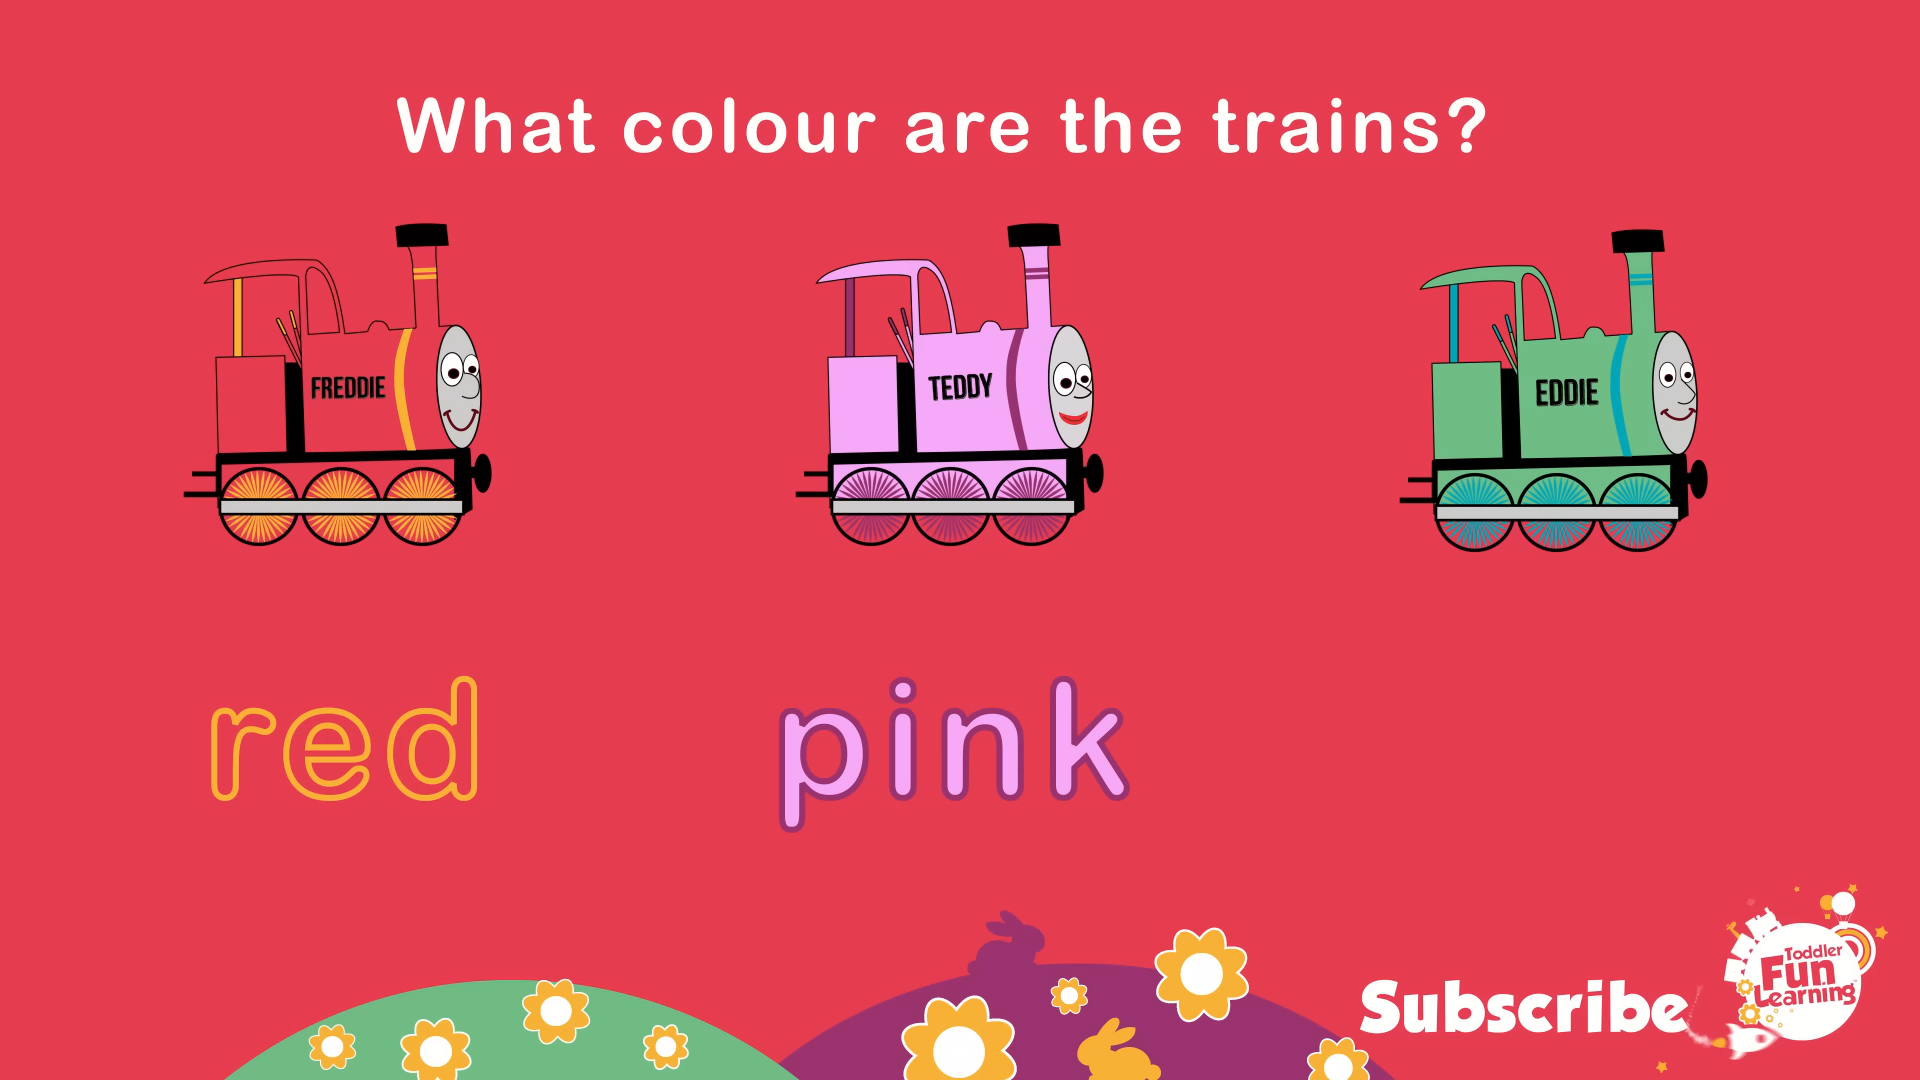 What colour are the trains?
FREDDIE
TEDDY
EDDIE
red
pink
Subscribe
Toddler
Fun
Learning